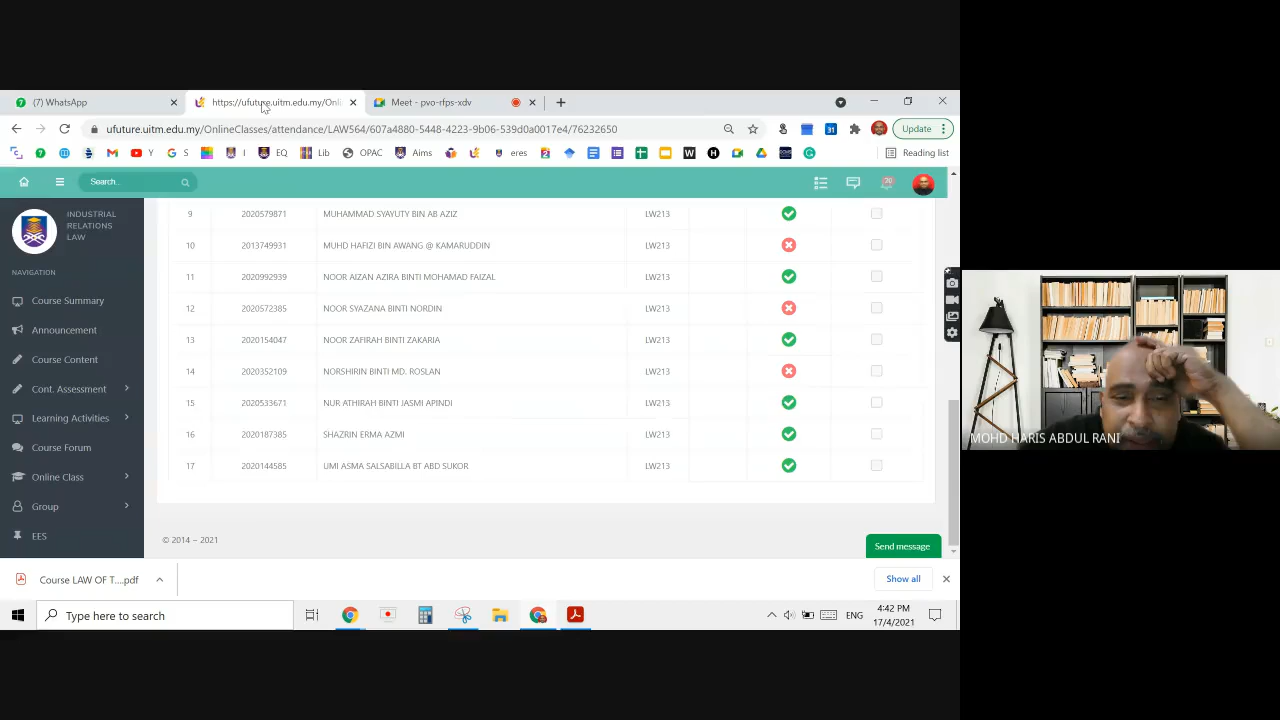 (7) WhatsApp
https://ufuture.uitm.edu.my/Onli
Meet - pvo-rfps-xdv
ufuture.uitm.edu.my/OnlineClasses/attendance/LAW564/607a4880-5448-4223-9b06-539d0a0017e4/76232650
Update
Y
G S
EQ
Lib
OPAC
Aims
eres
Reading list
Search...
30
INDUSTRIAL
RELATIONS
LAW
NAVIGATION
Course Summary
Announcement
Course Content
Cont. Assessment
Learning Activities
Course Forum
Online Class
Group
EES
9 2020579871 MUHAMMAD SYAYUTY BIN AB AZIZ LW213
10 2013749931 MUHD HAFIZI BIN AWANG @ KAMARUDDIN LW213
11 2020992939 NOOR AIZAN AZIRA BINTI MOHAMAD FAIZAL LW213
12 2020572385 NOOR SYAZANA BINTI NORDIN LW213
13 2020154047 NOOR ZAFIRAH BINTI ZAKARIA LW213
14 2020352109 NORSHIRIN BINTI MD. ROSLAN LW213
15 2020533671 NUR ATHIRAH BINTI JASMI APINDI LW213
16 2020187385 SHAZRIN ERMA AZMI LW213
17 2020144585 UMI ASMA SALSABILLA BT ABD SUKOR LW213
© 2014 – 2021
Send message
Course LAW OF T....pdf
Show all
Type here to search
ENG
4:42 PM
17/4/2021
MOHD HARIS ABDUL RANI